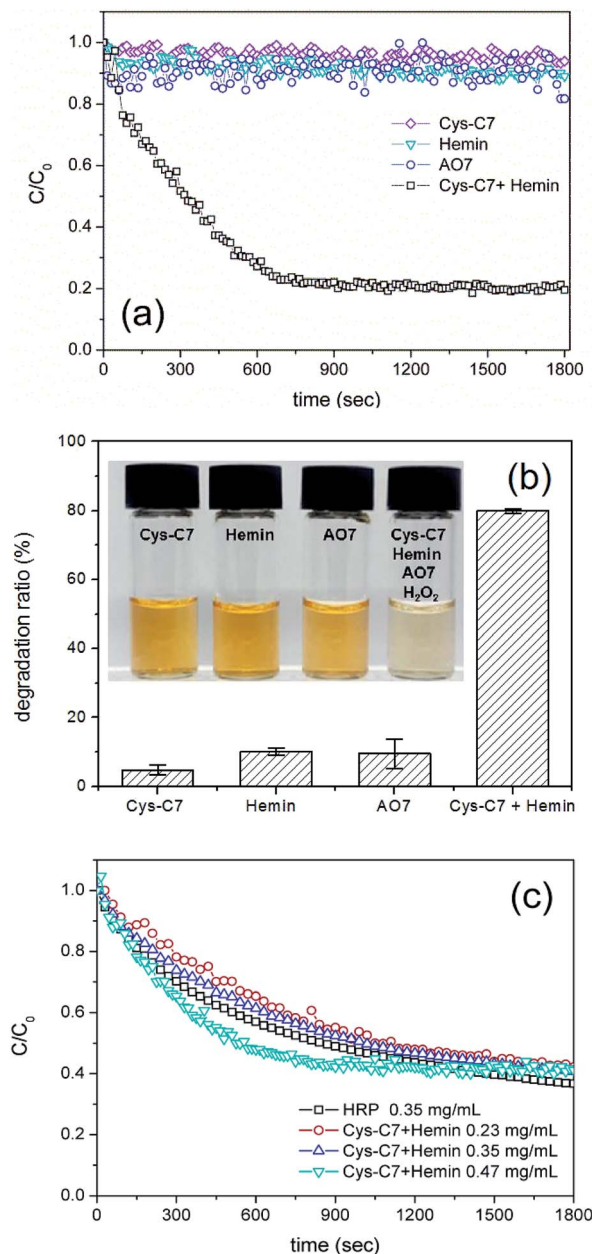 C/C₀
1.0
0.8
0.6
0.4
0.2
0.0
Cys-C7
Hemin
AO7
Cys-C7+ Hemin
(a)
0
300
600
900
1200
1500
1800
time (sec)
degradation ratio (%)
100
80
60
40
20
0
(b)
Cys-C7
Hemin
AO7
Cys-C7
Hemin
AO7
H₂O₂
Cys-C7
Hemin
AO7
Cys-C7 + Hemin
C/C₀
1.0
0.8
0.6
0.4
0.2
0.0
(c)
HRP 0.35 mg/mL
Cys-C7+Hemin 0.23 mg/mL
Cys-C7+Hemin 0.35 mg/mL
Cys-C7+Hemin 0.47 mg/mL
0
300
600
900
1200
1500
1800
time (sec)